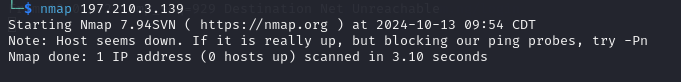 └─$ nmap 197.210.3.139
Starting Nmap 7.94SVN ( https://nmap.org ) at 2024-10-13 09:54 CDT
Note: Host seems down. If it is really up, but blocking our ping probes, try -Pn
Nmap done: 1 IP address (0 hosts up) scanned in 3.10 seconds